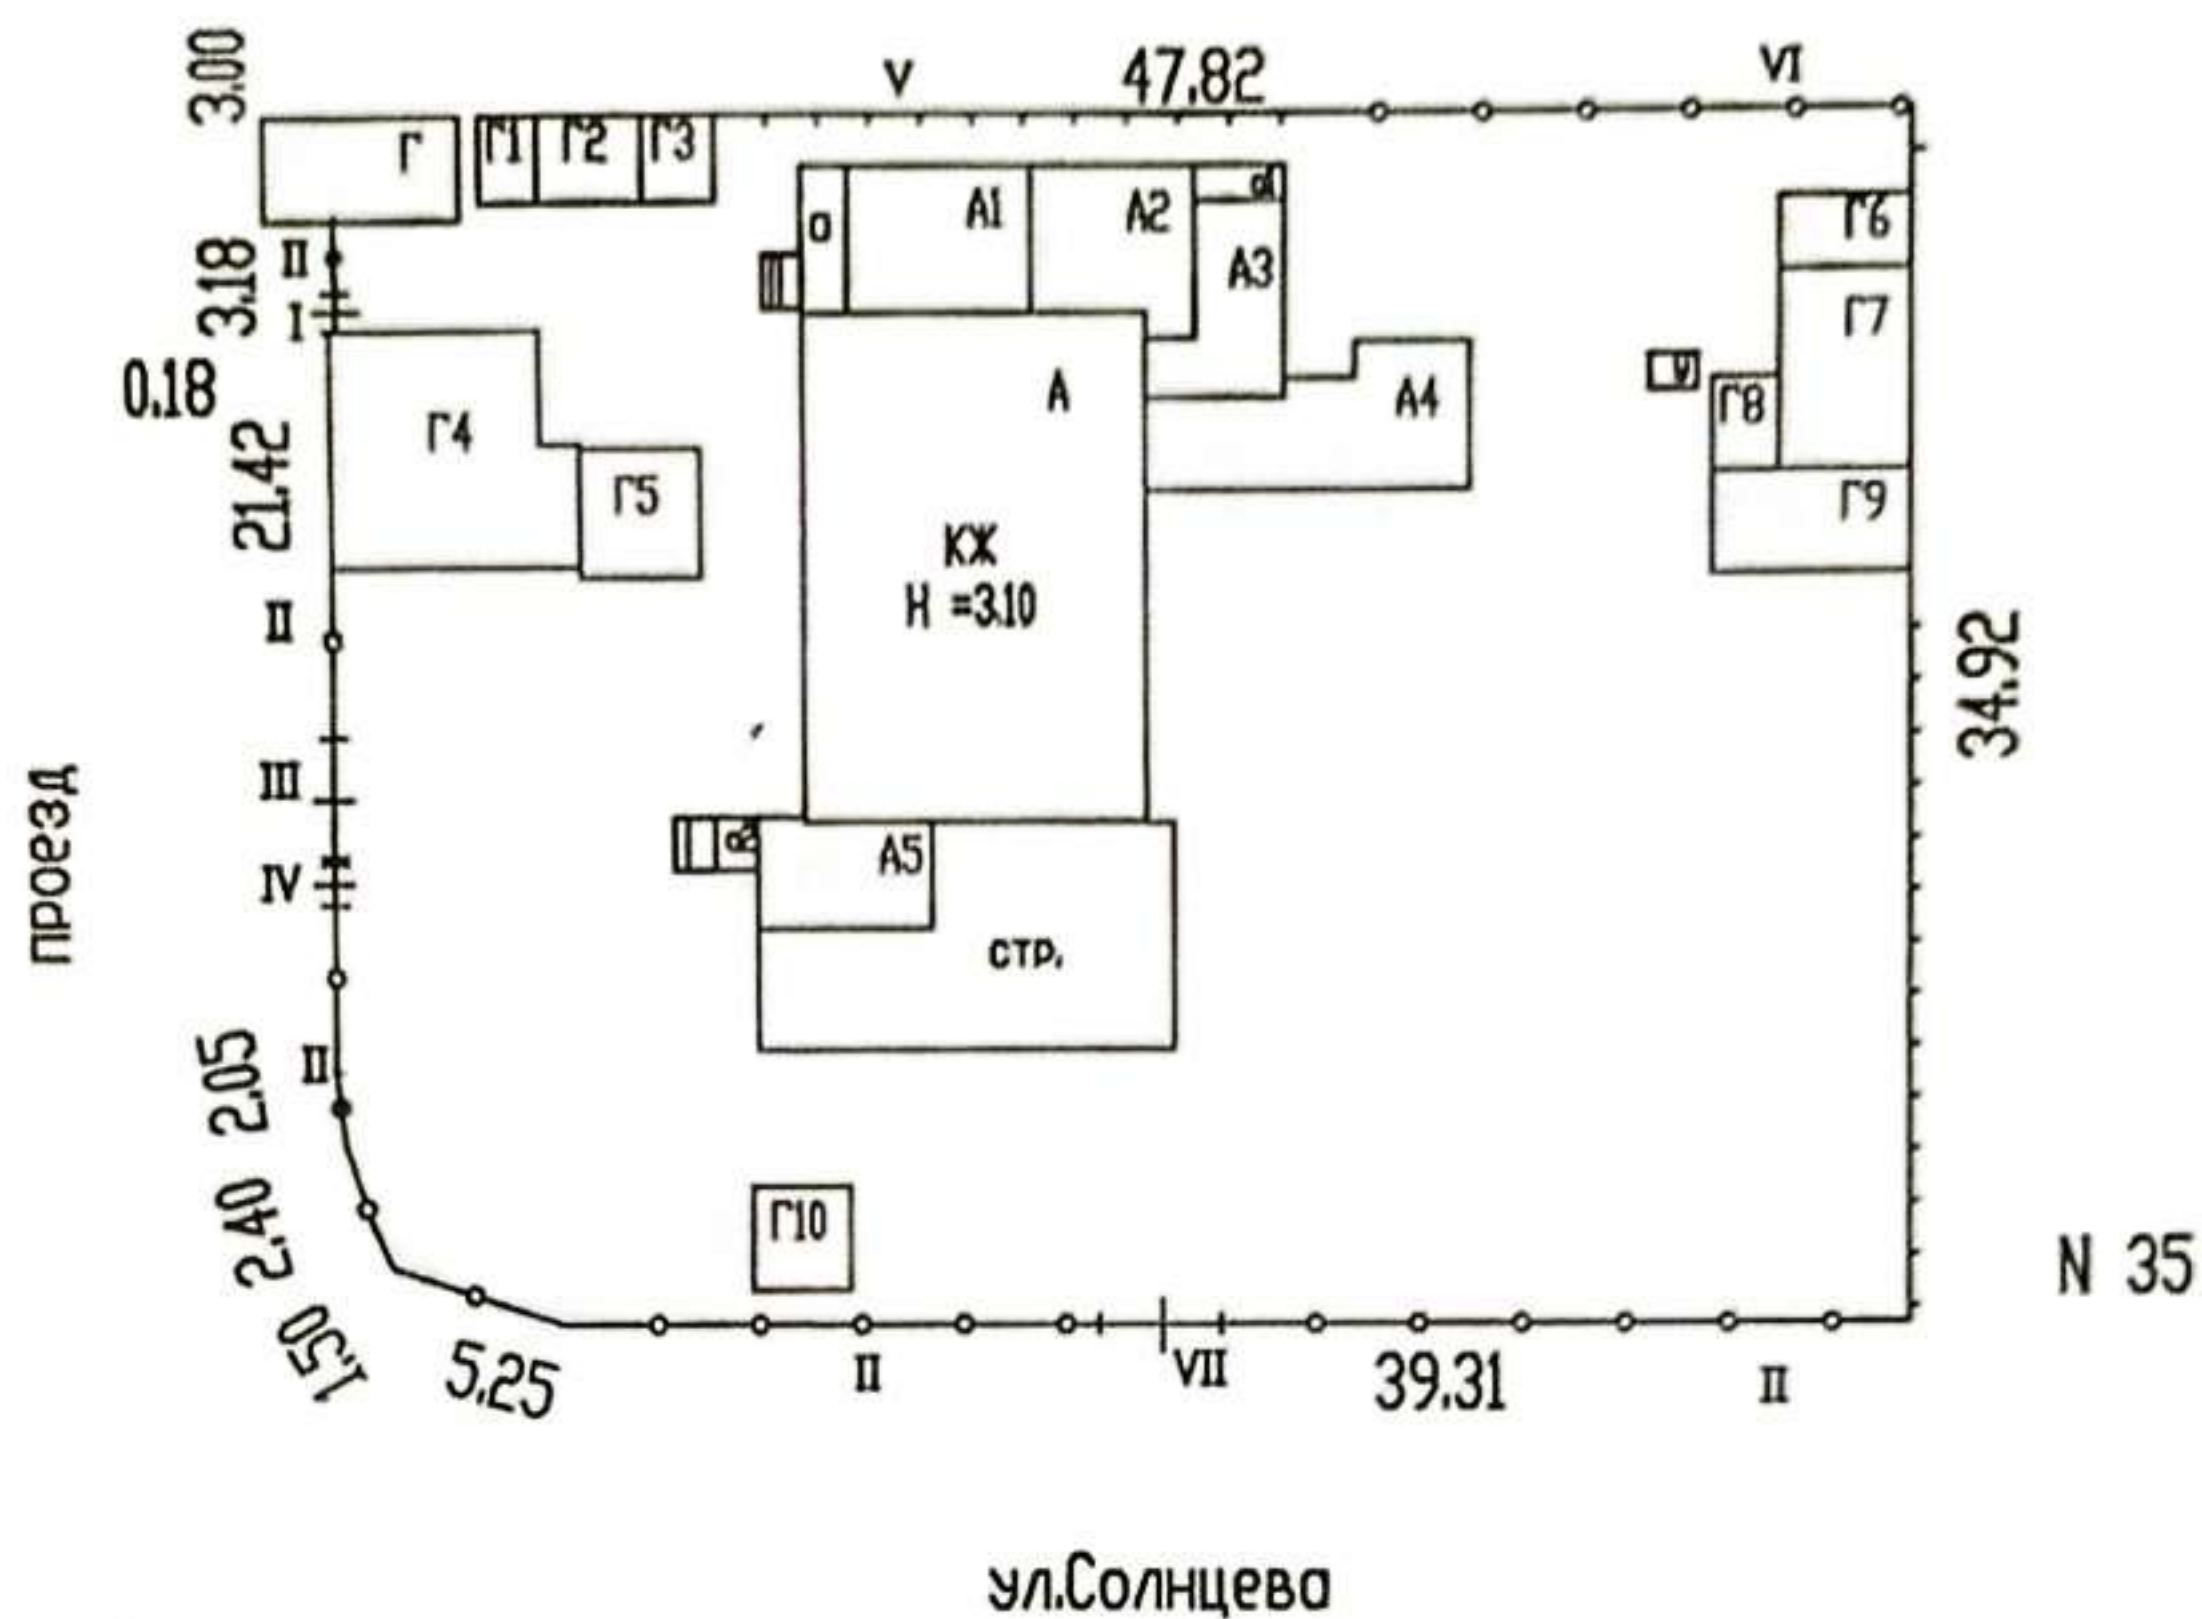 3.00
V
47.82
VI
Г
Г1
Г2
Г3
А1
А2
а
А3
Г6
II
3.18
I
Г7
0.18
А
А4
У
Г8
Г4
21.42
Г5
Г9
КЖ
Н =3.10
II
34.92
проезд
III
IV
А5
стр.
2.05
II
2.40
Г10
N 35
1.50
5.25
II
VII
39.31
II
ул.Солнцева